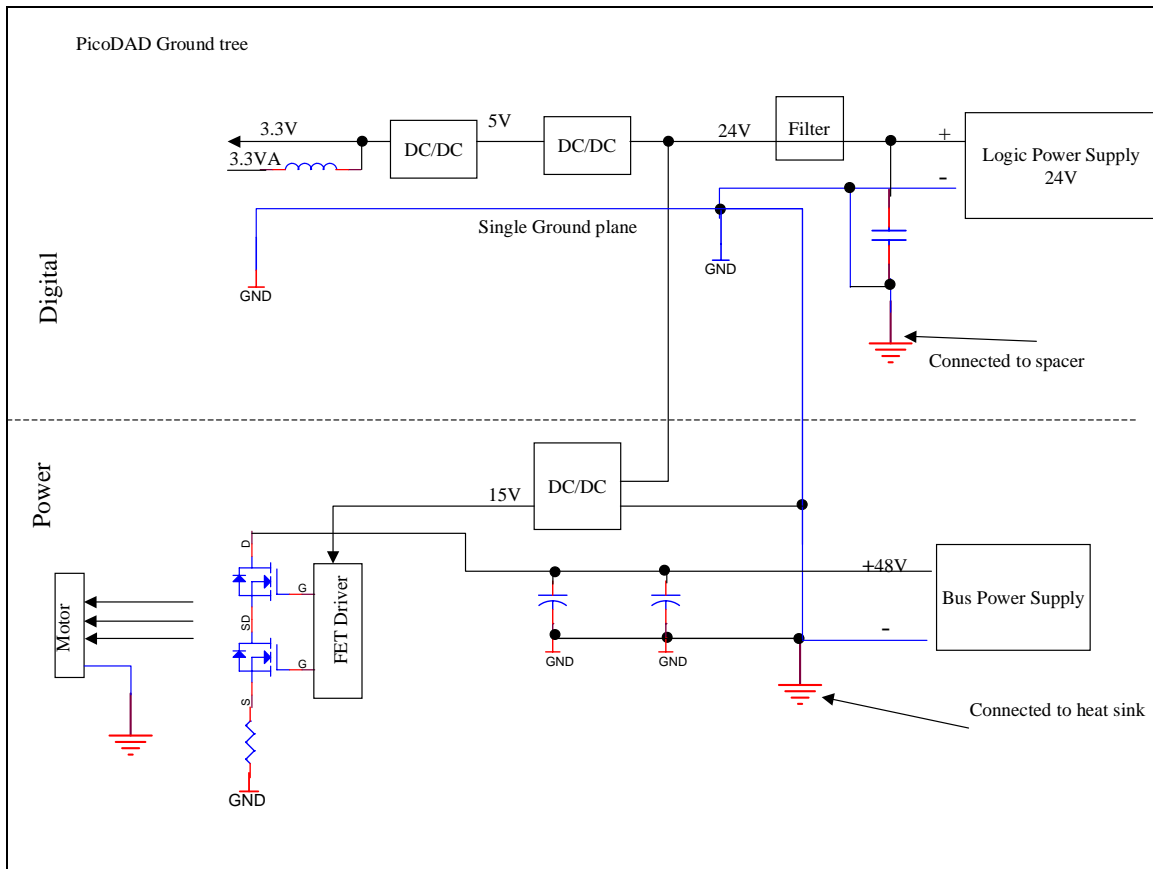 PicoDAD Ground tree
3.3V
3.3VA
DC/DC
5V
DC/DC
24V
Filter
+
-
Logic Power Supply
24V
Single Ground plane
GND
GND
Digital
Connected to spacer
Power
DC/DC
15V
D
G
SD
G
S
FET Driver
Motor
+48V
-
Bus Power Supply
GND
GND
Connected to heat sink
GND